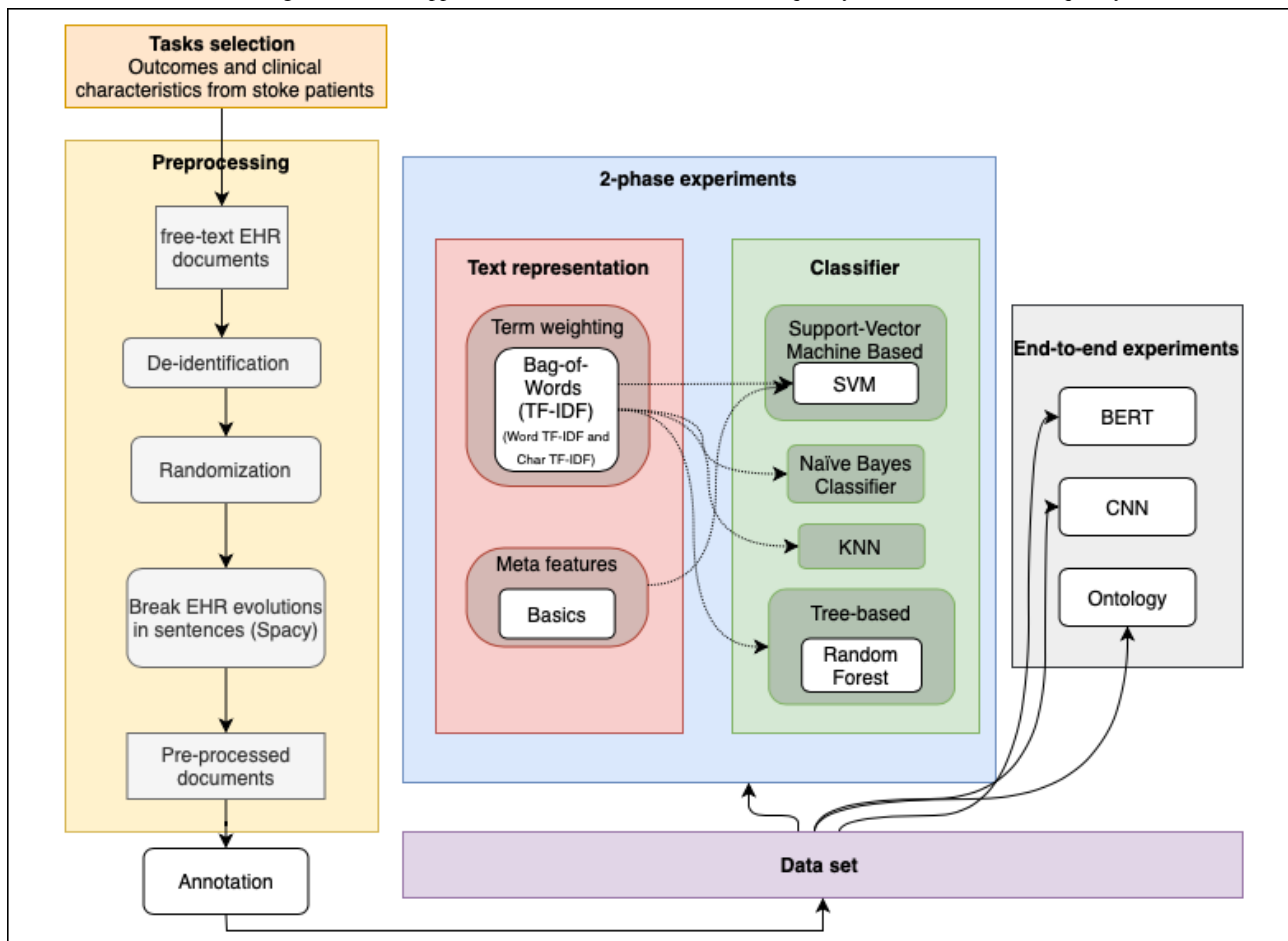 Tasks selection
Outcomes and clinical
characteristics from stoke patients
Preprocessing
free-text EHR
documents
De-identification
Randomization
Break EHR evolutions
in sentences (Spacy)
Pre-processed
documents
Annotation
2-phase experiments
Text representation
Term weighting
Bag-of-
Words
(TF-IDF)
(Word TF-IDF and
Char TF-IDF)
Meta features
Basics
Classifier
Support-Vector
Machine Based
SVM
Naïve Bayes
Classifier
KNN
Tree-based
Random
Forest
End-to-end experiments
BERT
CNN
Ontology
Data set